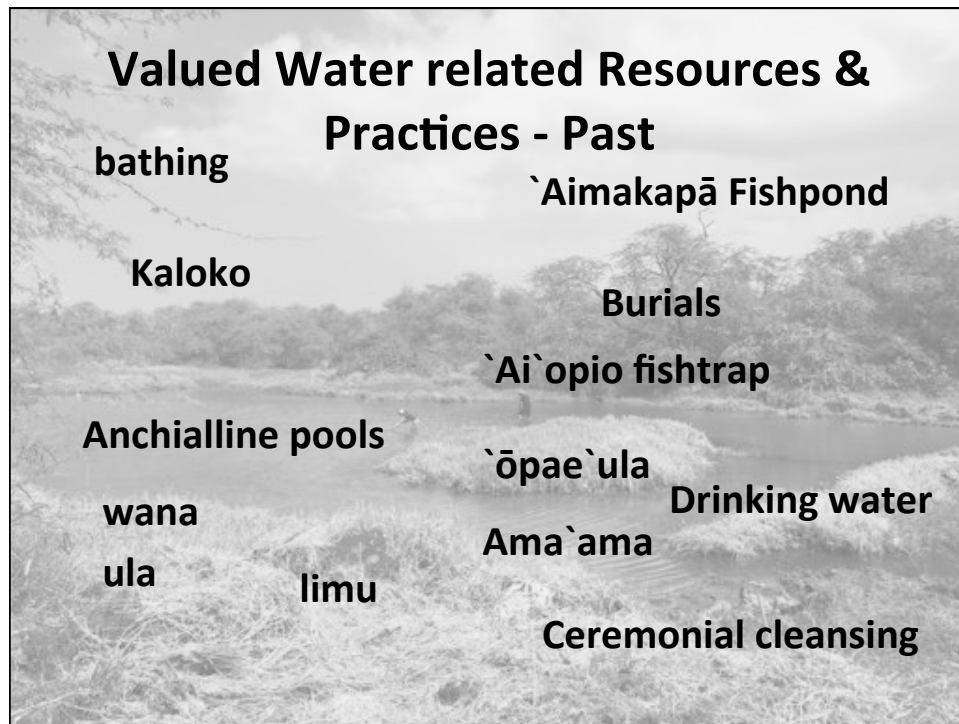 Valued Water related Resources &
Practices - Past
bathing
`Aimakapā Fishpond
Kaloko
Burials
`Ai`opio fishtrap
Anchialline pools
`ōpae`ula
Drinking water
wana
Ama`ama
ula
limu
Ceremonial cleansing